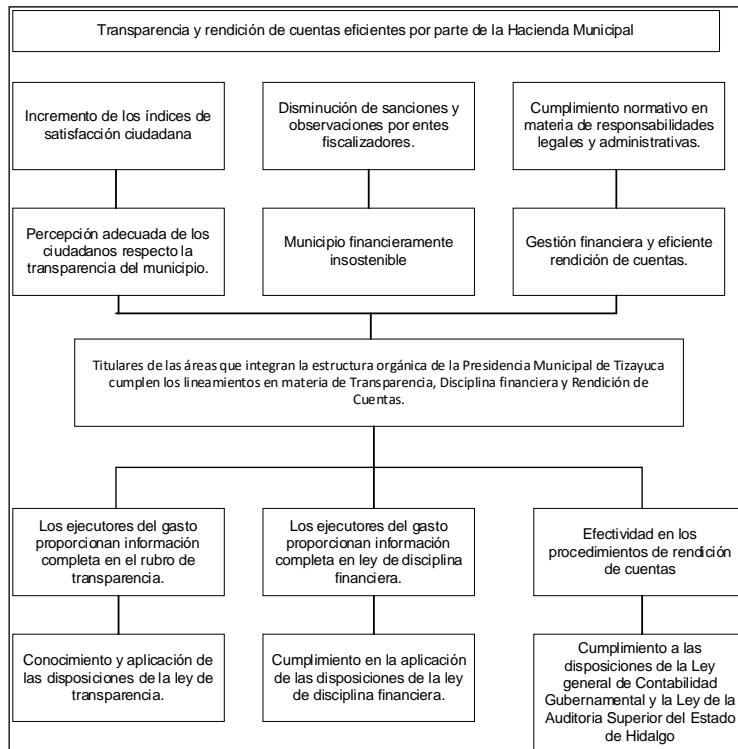 Transparencia y rendición de cuentas eficientes por parte de la Hacienda Municipal
Incremento de los índices de
satisfacción ciudadana
Disminución de sanciones y
observaciones por entes
fiscalizadores.
Cumplimiento normativo en
materia de responsabilidades
legales y administrativas.
Percepción adecuada de los
ciudadanos respecto la
transparencia del municipio.
Municipio financieramente
insostenible
Gestión financiera y eficiente
rendición de cuentas.
Titulares de las áreas que integran la estructura orgánica de la Presidencia Municipal de Tizayuca
cumplen los lineamientos en materia de Transparencia, Disciplina financiera y Rendición de
Cuentas.
Los ejecutores del gasto
proporcionan información
completa en el rubro de
transparencia.
Los ejecutores del gasto
proporcionan información
completa en ley de disciplina
financiera.
Efectividad en los
procedimientos de rendición
de cuentas
Conocimiento y aplicación de
las disposiciones de la ley de
transparencia.
Cumplimiento en la aplicación
de las disposiciones de la ley
de disciplina financiera.
Cumplimiento a las
disposiciones de la Ley
general de Contabilidad
Gubernamental y la Ley de la
Auditoria Superior del Estado
de Hidalgo